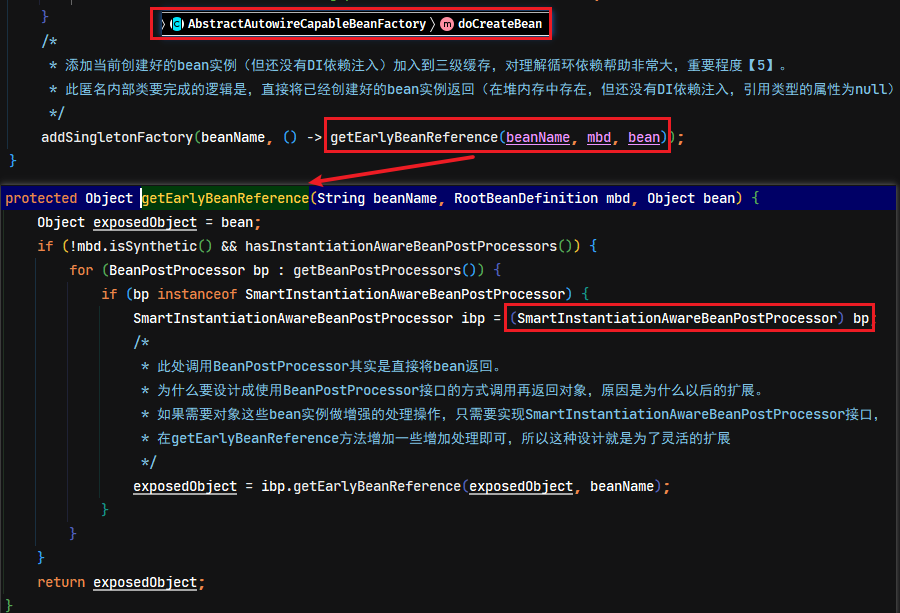 }
〉 C AbstractAutowireCapableBeanFactory 〉 m doCreateBean
/*
* 添加当前创建好的bean实例（但还没有DI依赖注入）加入到三级缓存，对理解循环依赖帮助非常大，重要程度【5】。
* 此匿名内部类要完成的逻辑是，直接将已经创建好的bean实例返回（在堆内存中存在，但还没有DI依赖注入，引用类型的属性为null）
*/
addSingletonFactory(beanName, () -> getEarlyBeanReference(beanName, mbd, bean));
}
protected Object getEarlyBeanReference(String beanName, RootBeanDefinition mbd, Object bean) {
Object exposedObject = bean;
if (!mbd.isSynthetic() && hasInstantiationAwareBeanPostProcessors()) {
for (BeanPostProcessor bp : getBeanPostProcessors()) {
if (bp instanceof SmartInstantiationAwareBeanPostProcessor) {
SmartInstantiationAwareBeanPostProcessor ibp = (SmartInstantiationAwareBeanPostProcessor) bp
/*
* 此处调用BeanPostProcessor其实是直接将bean返回。
* 为什么要设计成使用BeanPostProcessor接口的方式调用再返回对象，原因是为什么以后的扩展。
* 如果需要对象这些bean实例做增强的处理操作，只需要实现SmartInstantiationAwareBeanPostProcessor接口，
* 在getEarlyBeanReference方法增加一些增加处理即可，所以这种设计就是为了灵活的扩展
*/
exposedObject = ibp.getEarlyBeanReference(exposedObject, beanName);
}
}
}
return exposedObject;
}